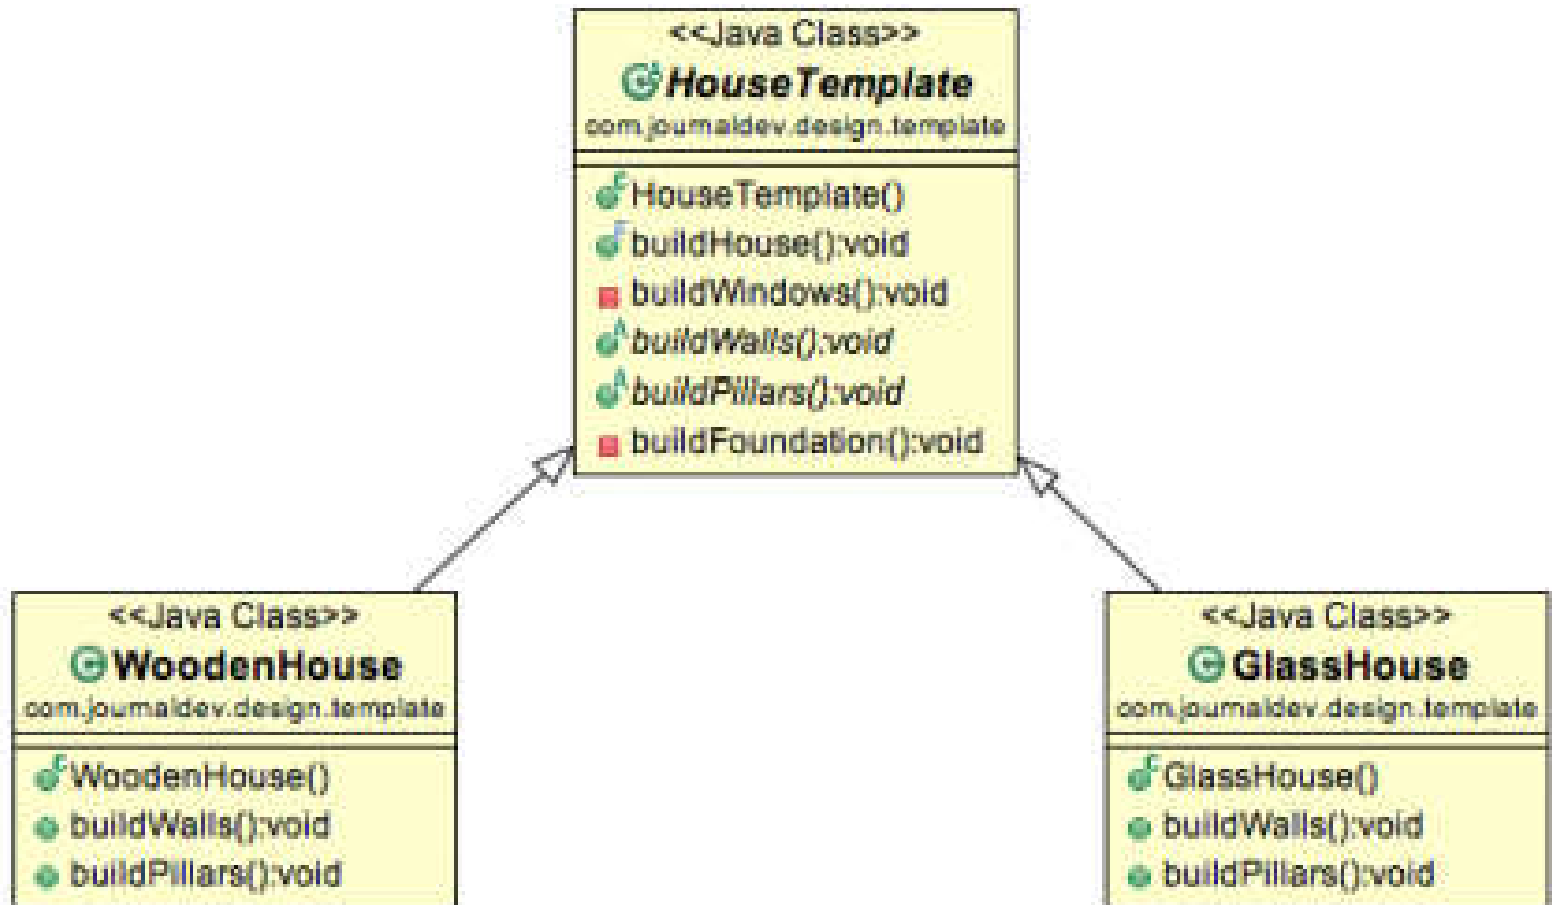 <<Java Class>>
HouseTemplate
com.journaldev.design.template
HouseTemplate()
buildHouse():void
buildWindows():void
buildWalls():void
buildPillars():void
buildFoundation():void
<<Java Class>>
WoodenHouse
com.journaldev.design.template
WoodenHouse()
buildWalls():void
buildPillars():void
<<Java Class>>
GlassHouse
com.journaldev.design.template
GlassHouse()
buildWalls():void
buildPillars():void